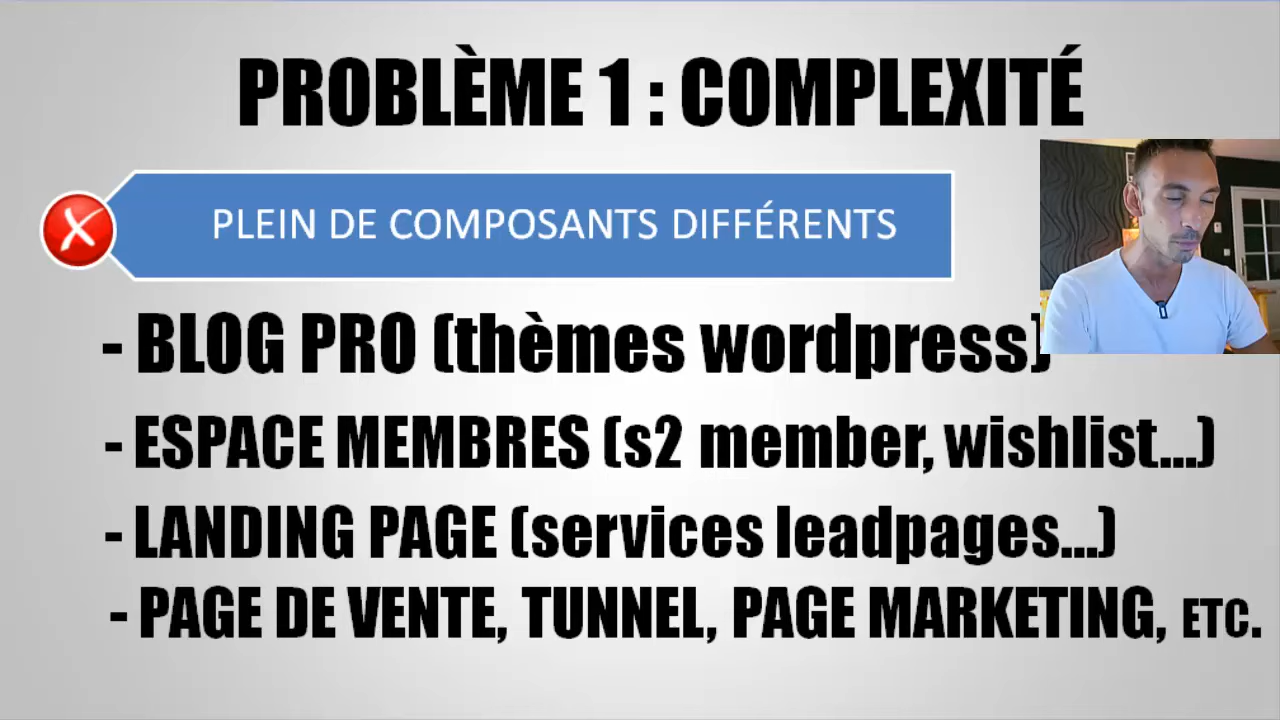 PROBLÈME 1 : COMPLEXITÉ
PLEIN DE COMPOSANTS DIFFÉRENTS
- BLOG PRO (thèmes wordpress)
- ESPACE MEMBRES (s2 member, wishlist...)
- LANDING PAGE (services leadpages...)
- PAGE DE VENTE, TUNNEL, PAGE MARKETING, ETC.